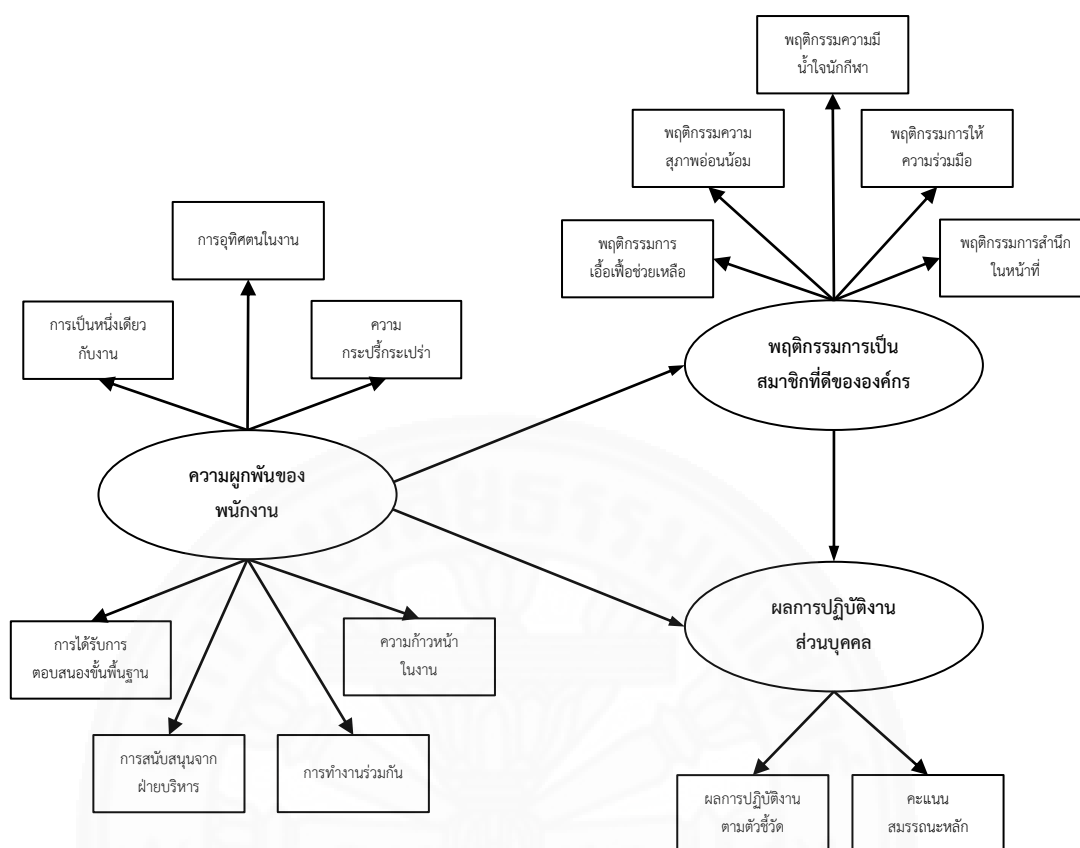 พฤติกรรมความมี
น้ำใจนักกีฬา
พฤติกรรมความ
สุภาพอ่อนน้อม
พฤติกรรมการให้
ความร่วมมือ
พฤติกรรมการ
เอื้อเฟื้อช่วยเหลือ
พฤติกรรมการสำนึก
ในหน้าที่
การอุทิศตนในงาน
การเป็นหนึ่งเดียว
กับงาน
ความ
กระปรี้กระเปร่า
พฤติกรรมการเป็น
สมาชิกที่ดีขององค์กร
ความผูกพันของ
พนักงาน
ผลการปฏิบัติงาน
ส่วนบุคคล
การได้รับการ
ตอบสนองขั้นพื้นฐาน
ความก้าวหน้า
ในงาน
การสนับสนุนจาก
ฝ่ายบริหาร
การทำงานร่วมกัน
ผลการปฏิบัติงาน
ตามตัวชี้วัด
คะแนน
สมรรถนะหลัก